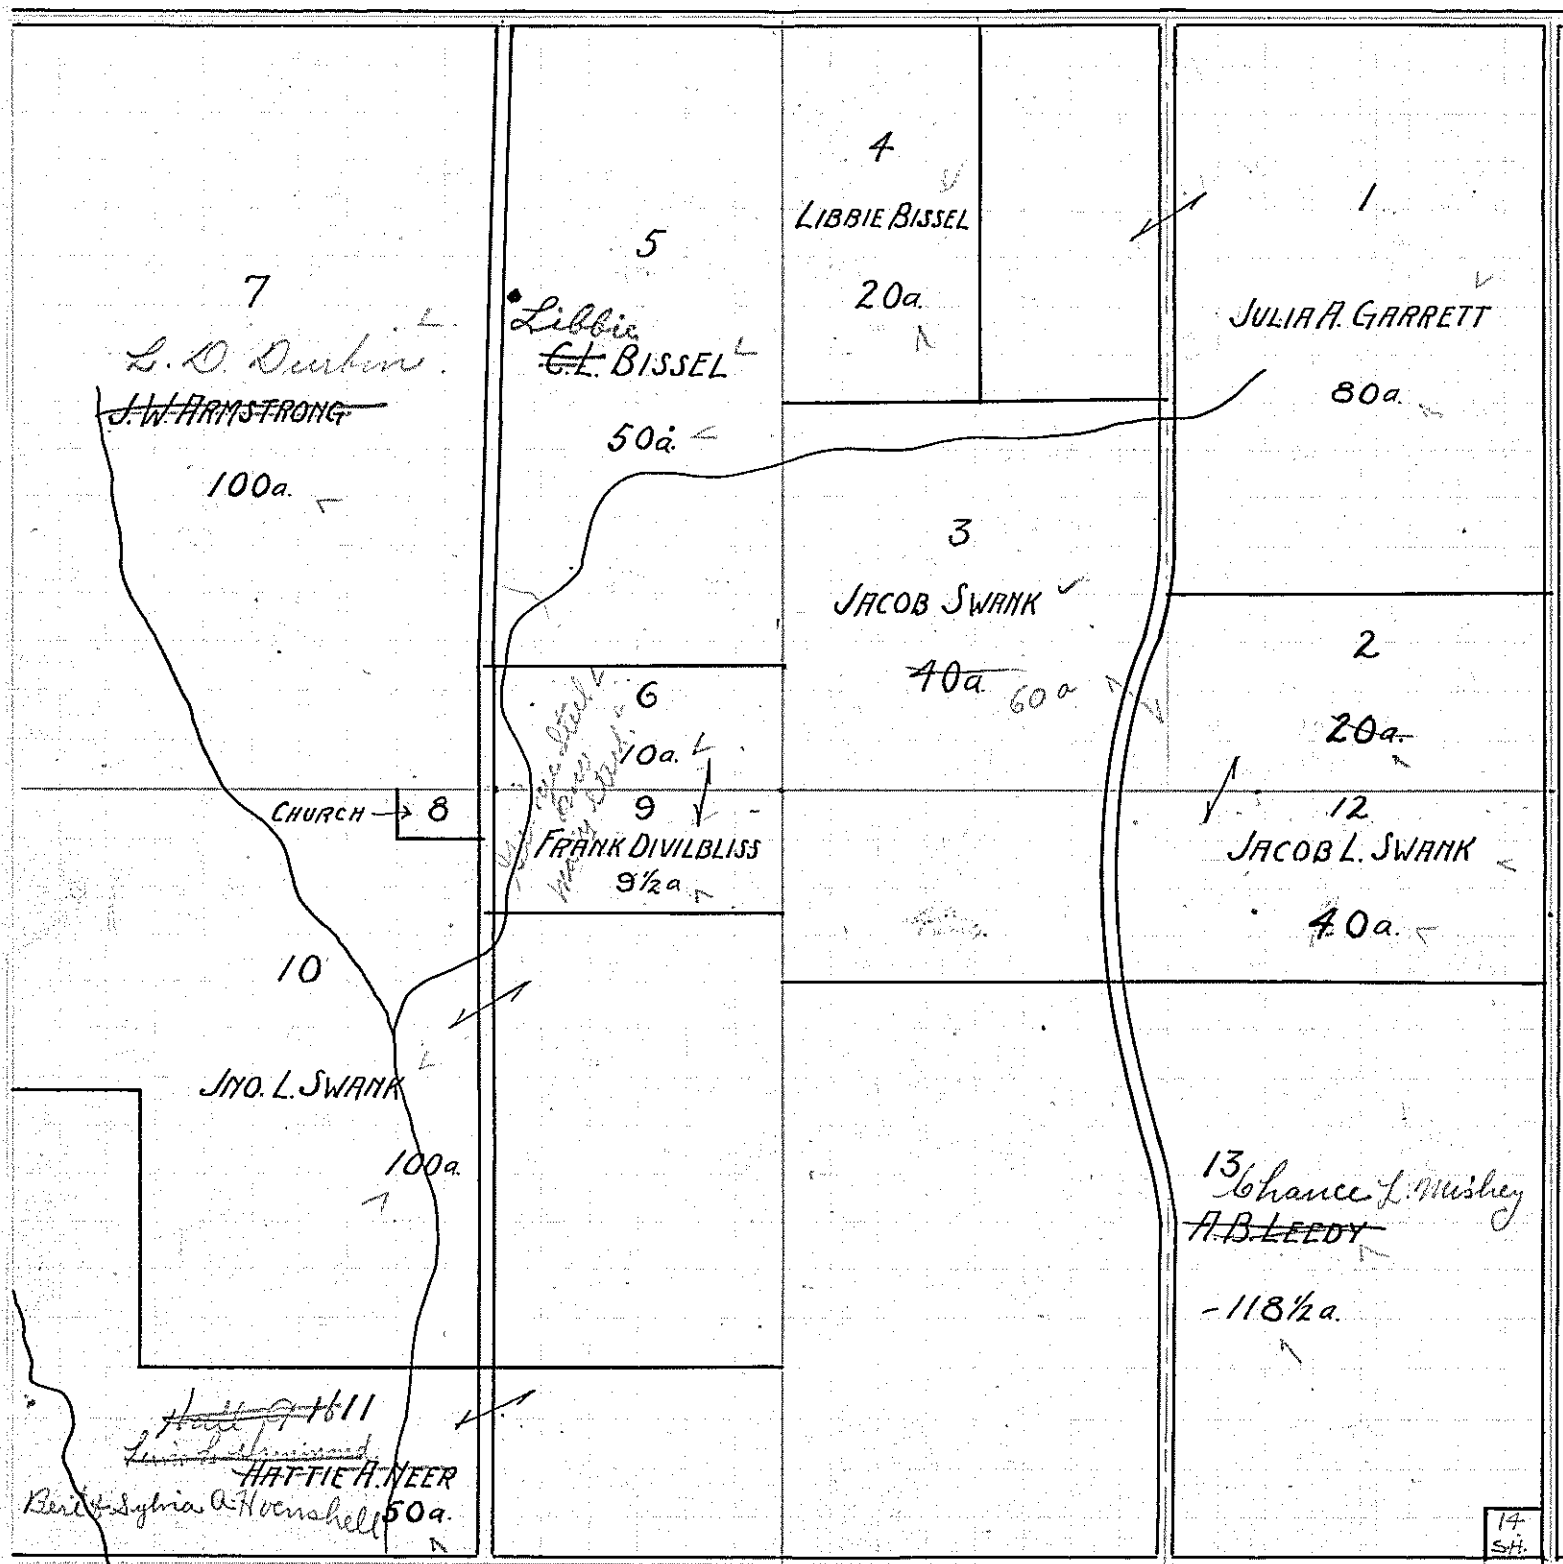 4
LIBBIE BISSEL
20a.
1
JULIA A. GARRETT
80a.
5
Libbie
C.L. BISSEL
50a.
7
L. D. Durbin
J.W. ARMSTRONG
100a.
3
JACOB SWANK
40a
60a
2
20a.
6
10a.
CHURCH → 8
9
FRANK DIVILBLISS
9½a.
12
JACOB L. SWANK
40a.
10
JNO. L. SWANK
100a.
13
Chance L. Mishey
A.B. LEEDY
118½a.
11
HATTIE A. NEER
Sylvia A. Hoenshell
50a.
14
SH.